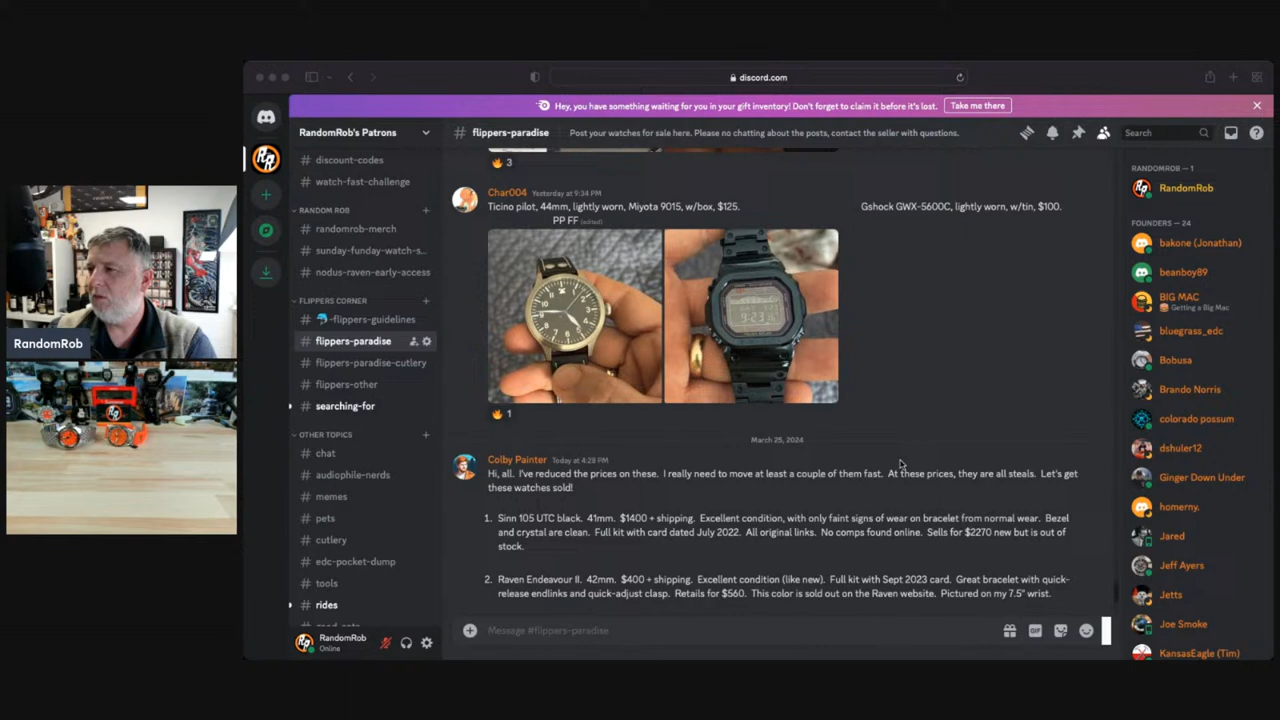 discord.com
Hey, you have something waiting for you in your gift inventory! Don't forget to claim it before it's lost.
Take me there
RandomRob's Patrons
# flippers-paradise
Post your watches for sale here. Please no chatting about the posts, contact the seller with questions.
Search
# discount-codes
# watch-fast-challenge
RANDOM ROB
# randomrob-merch
# sunday-funday-watch-s...
# nodus-raven-early-access
FLIPPERS CORNER
# -flippers-guidelines
# flippers-paradise
# flippers-paradise-cutlery
# flippers-other
# searching-for
OTHER TOPICS
# chat
# audiophile-nerds
# memes
# pets
# cutlery
# edc-pocket-dump
# tools
# rides
RandomRob
Online
3
Char004 Yesterday at 9:34 PM
Ticino pilot, 44mm, lightly worn, Miyota 9015, w/box, $125. Gshock GWX-5600C, lightly worn, w/tin, $100.
PP FF (edited)
1
March 25, 2024
Colby Painter Today at 4:28 PM
Hi, all. I've reduced the prices on these. I really need to move at least a couple of them fast. At these prices, they are all steals. Let's get
these watches sold!
1. Sinn 105 UTC black. 41mm. $1400 + shipping. Excellent condition, with only faint signs of wear on bracelet from normal wear. Bezel
and crystal are clean. Full kit with card dated July 2022. All original links. No comps found online. Sells for $2270 new but is out of
stock.
2. Raven Endeavour II. 42mm. $400 + shipping. Excellent condition (like new). Full kit with Sept 2023 card. Great bracelet with quick-
release endlinks and quick-adjust clasp. Retails for $560. This color is sold out on the Raven website. Pictured on my 7.5" wrist.
Message #flippers-paradise
GIF
RANDOMROB — 1
RandomRob
FOUNDERS — 24
bakone (Jonathan)
beanboy89
BIG MAC
Getting a Big Mac
bluegrass_edc
Bobusa
Brando Norris
colorado possum
dshuler12
Ginger Down Under
homerny.
Jared
Jeff Ayers
Jetts
Joe Smoke
KansasEagle (Tim)
RandomRob